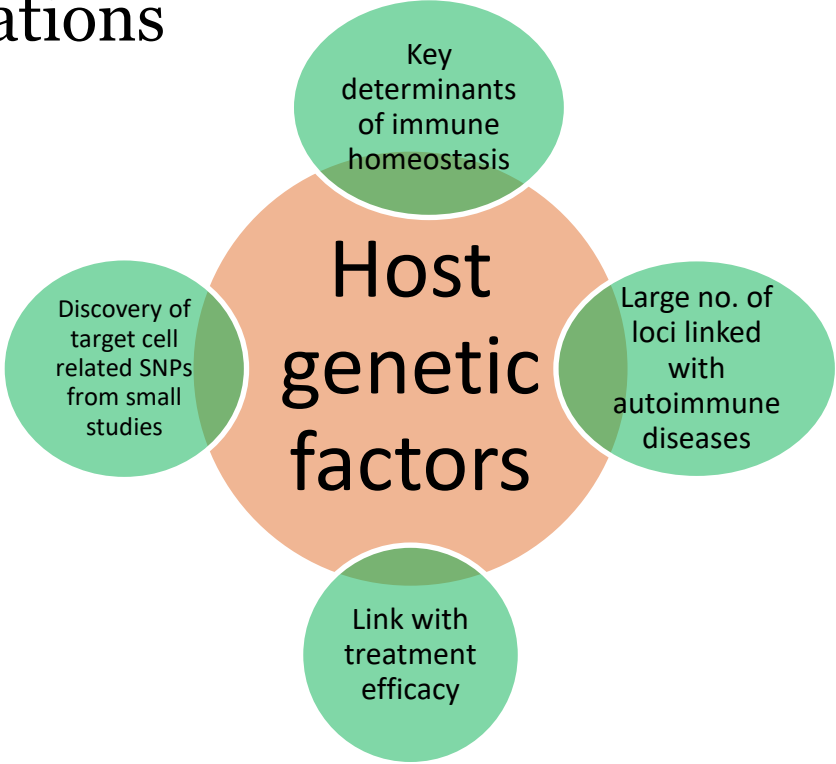 ations
Key
determinants
of immune
homeostasis
Host
genetic
factors
Discovery of
target cell
related SNPs
from small
studies
Large no. of
loci linked
with
autoimmune
diseases
Link with
treatment
efficacy